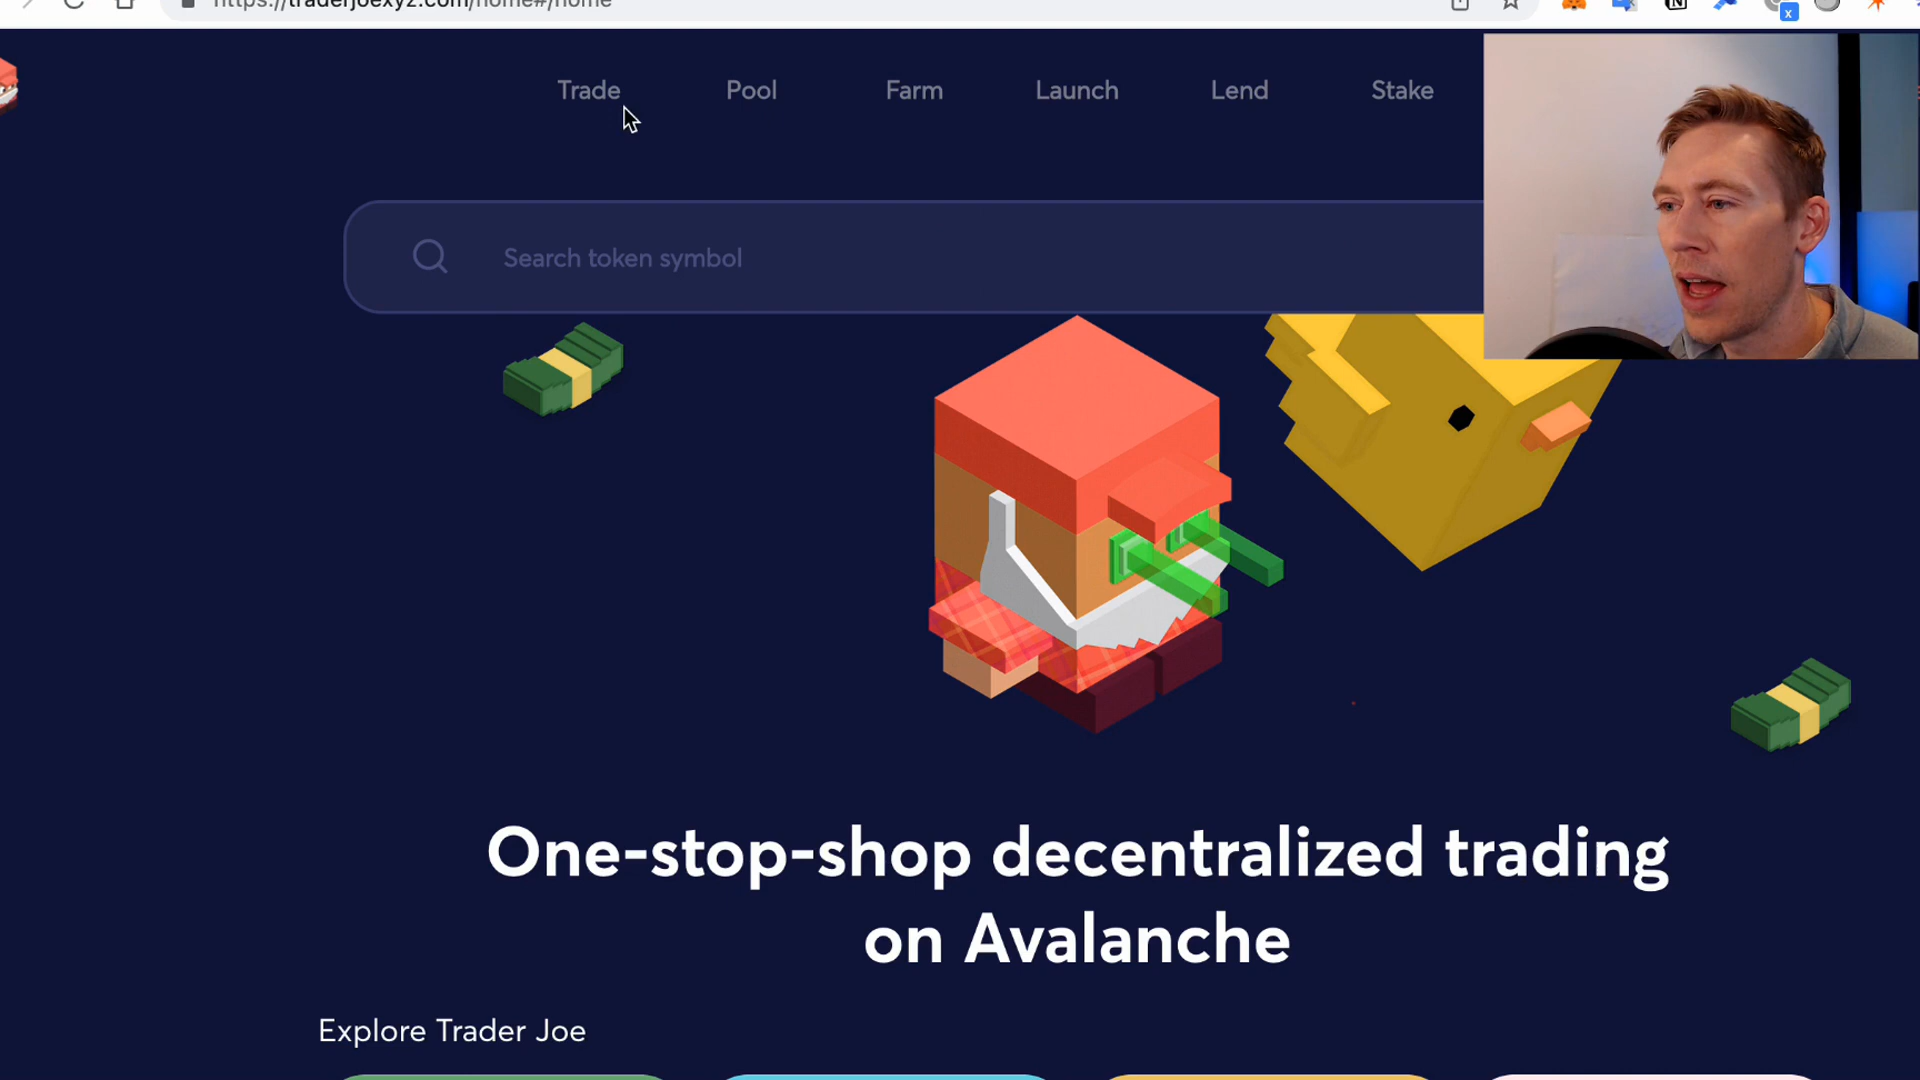 https://traderjoexyz.com/home#/home
N
x
Trade Pool Farm Launch Lend Stake
Search token symbol
One-stop-shop decentralized trading
on Avalanche
Explore Trader Joe